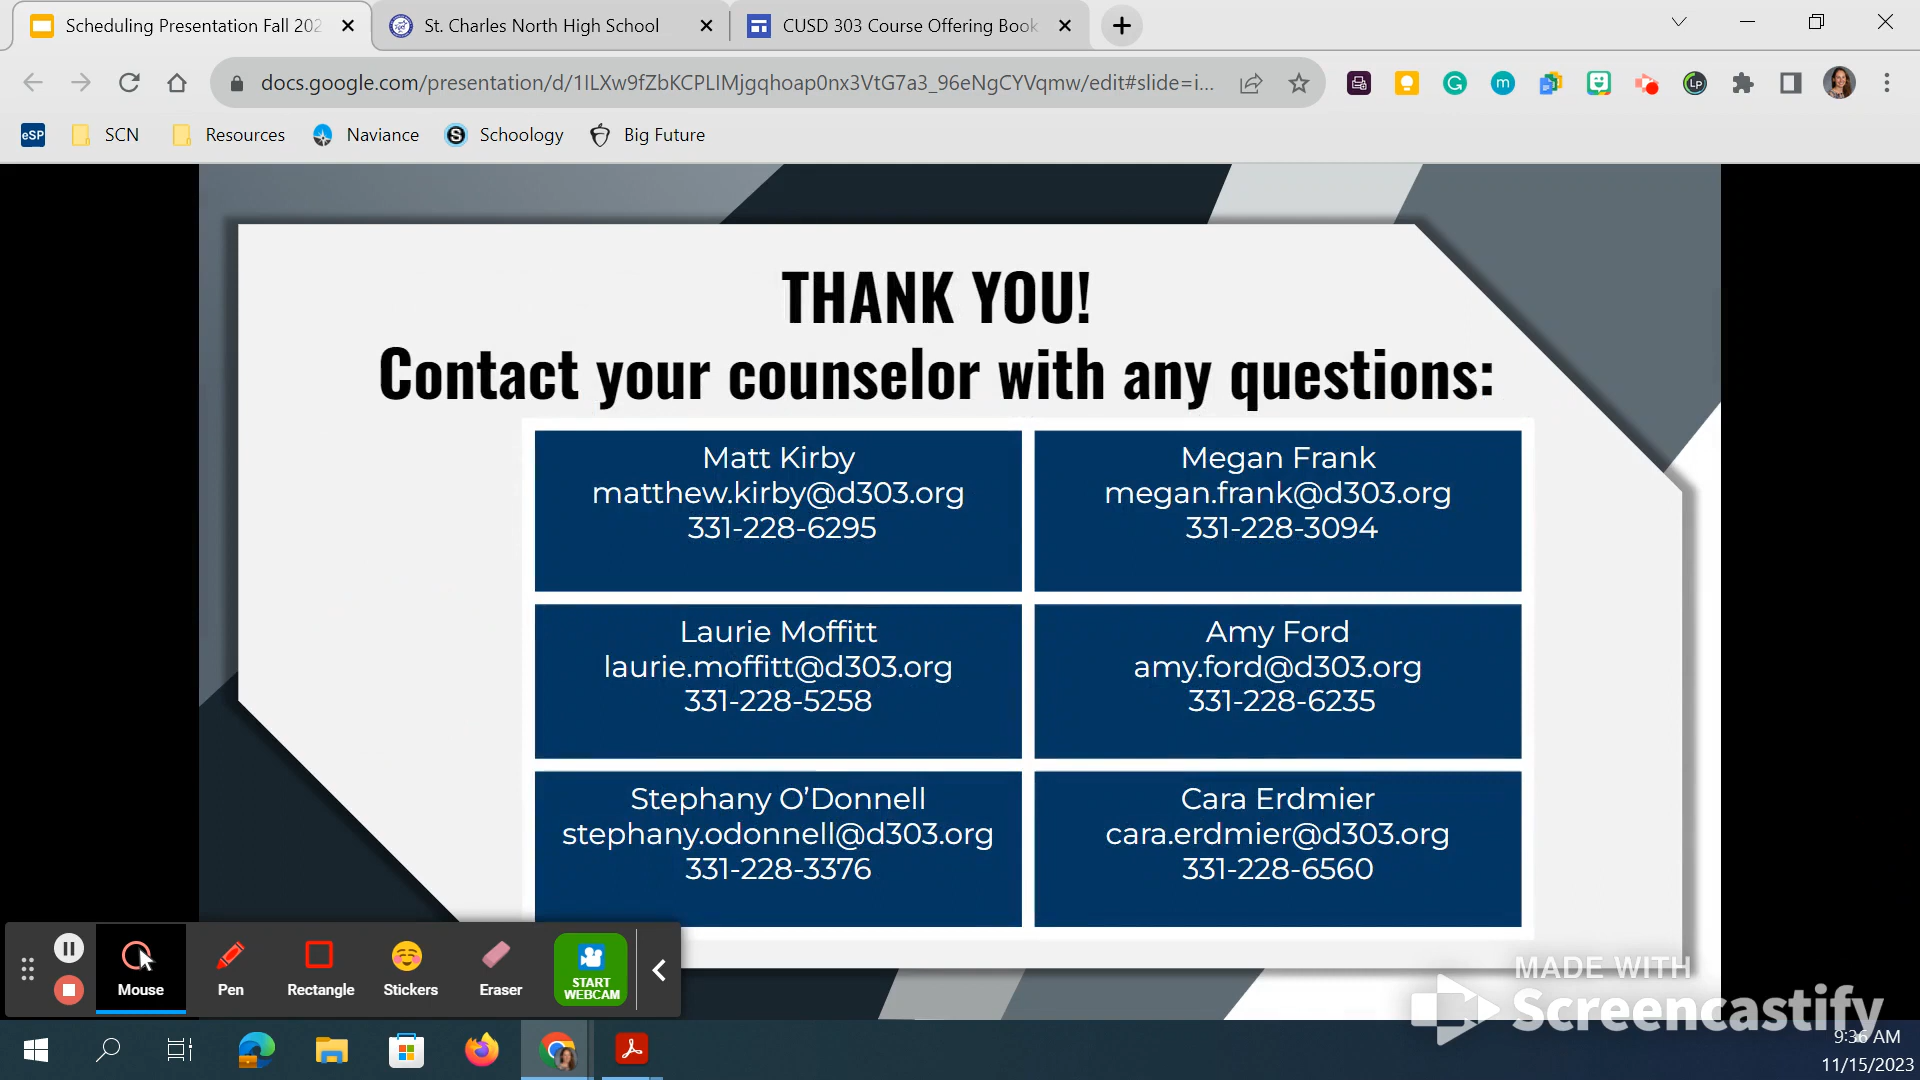 Scheduling Presentation Fall 202
St. Charles North High School
CUSD 303 Course Offering Book
docs.google.com/presentation/d/1ILXw9fZbKCPLIMjgqhoap0nx3VtG7a3_96eNgCYVqmw/edit#slide=i...
eSP
SCN
Resources
Naviance
Schoology
Big Future
THANK YOU!
Contact your counselor with any questions:
Matt Kirby
matthew.kirby@d303.org
331-228-6295
Megan Frank
megan.frank@d303.org
331-228-3094
Laurie Moffitt
laurie.moffitt@d303.org
331-228-5258
Amy Ford
amy.ford@d303.org
331-228-6235
Stephany O’Donnell
stephany.odonnell@d303.org
331-228-3376
Cara Erdmier
cara.erdmier@d303.org
331-228-6560
Mouse
Pen
Rectangle
Stickers
Eraser
START
WEBCAM
MADE WITH
Screencastify
9:36 AM
11/15/2023